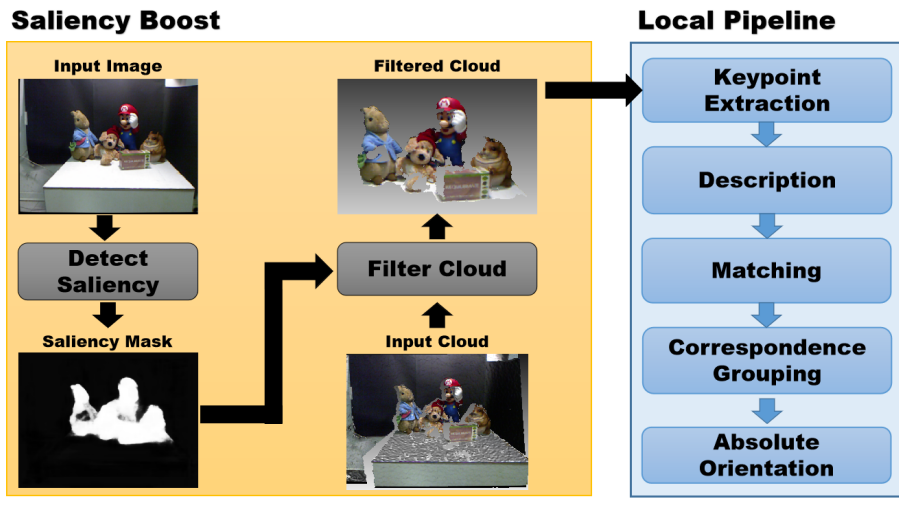 Saliency Boost
Input Image
Detect
Saliency
Saliency Mask
Filtered Cloud
Filter Cloud
Input Cloud
Local Pipeline
Keypoint
Extraction
Description
Matching
Correspondence
Grouping
Absolute
Orientation